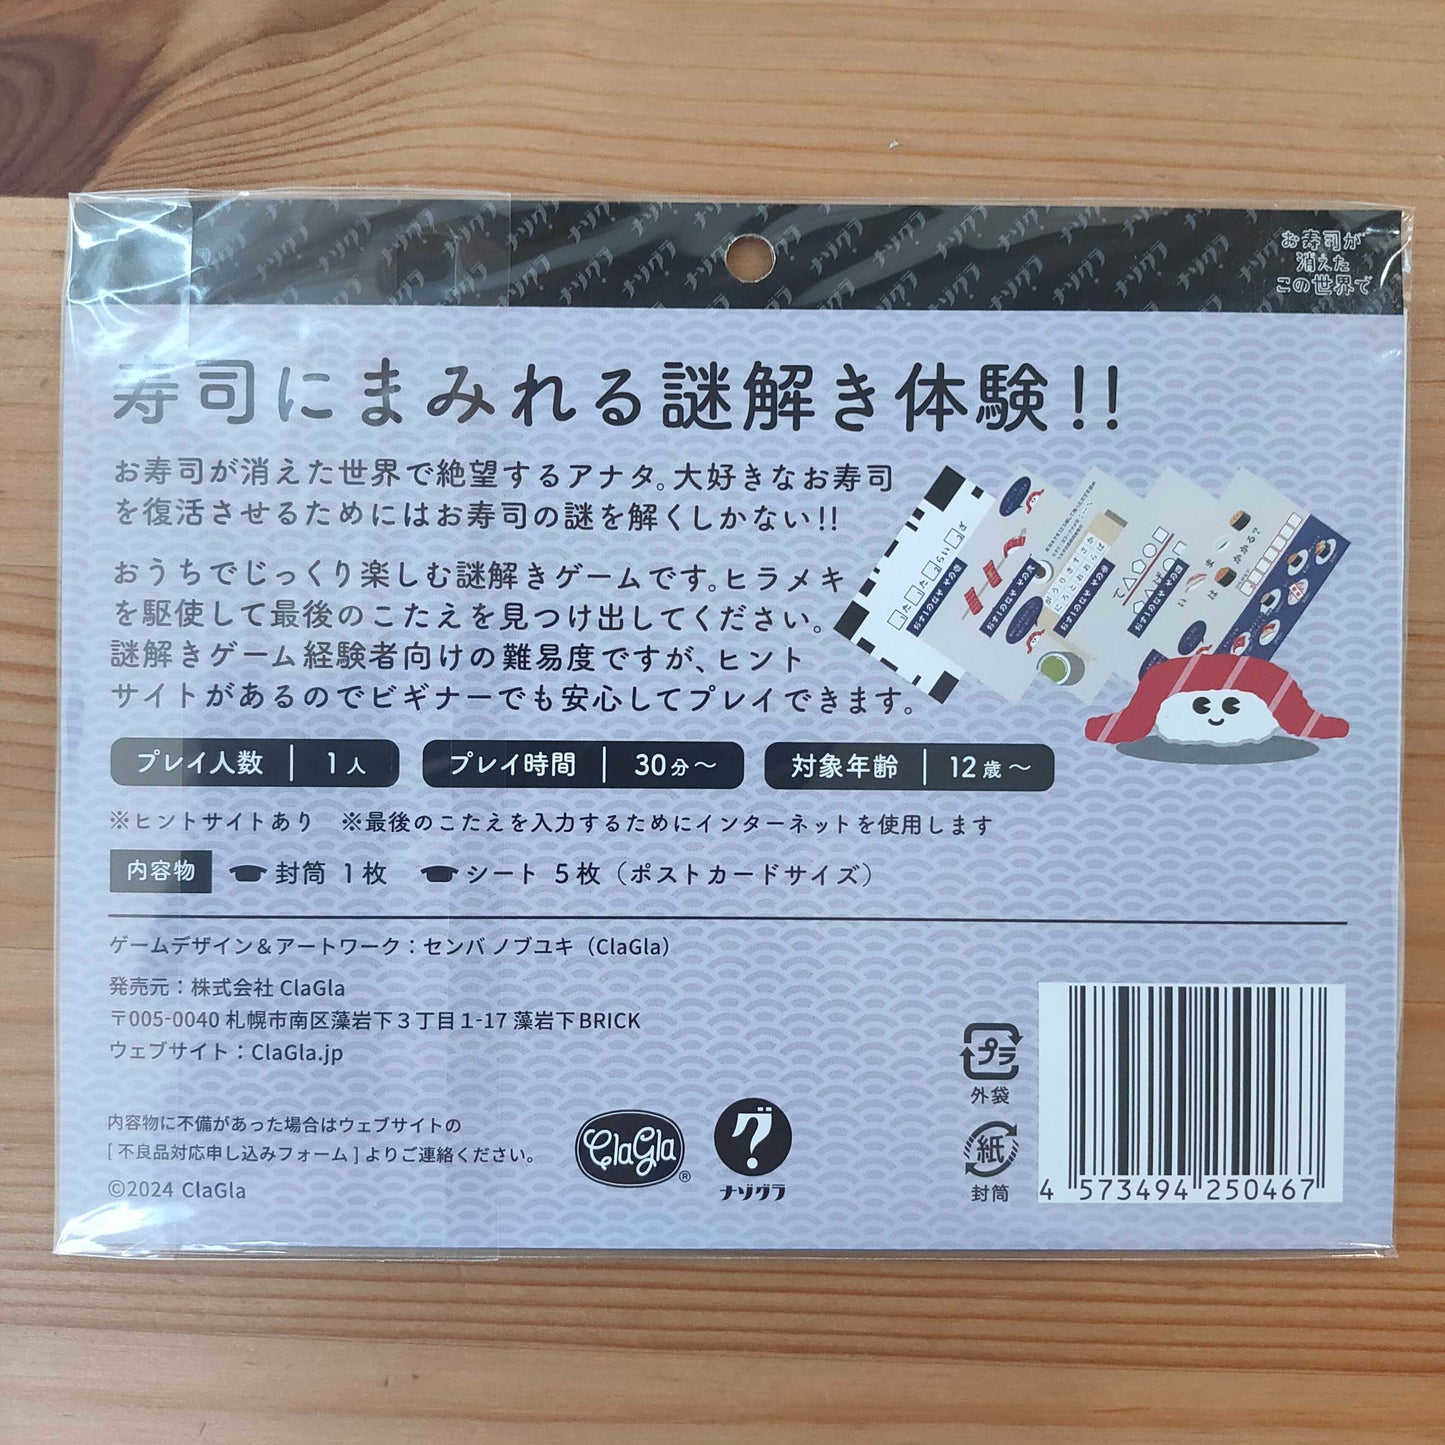 お寿司が
消えた
この世界で
寿司にまみれる謎解き体験!!
お寿司が消えた世界で絶望するアナタ。大好きなお寿司
を復活させるためにはお寿司の謎を解くしかない!!
おうちでじっくり楽しむ謎解きゲームです。ヒラメキ
を駆使して最後のこたえを見つけ出してください。
謎解きゲーム経験者向けの難易度ですが、ヒント
サイトがあるのでビギナーでも安心してプレイできます。
プレイ人数 | 1人
プレイ時間 | 30分～
対象年齢 | 12歳～
※ヒントサイトあり ※最後のこたえを入力するためにインターネットを使用します
内容物 封筒 1枚 シート 5枚（ポストカードサイズ）
ゲームデザイン＆アートワーク：センバ ノブユキ（ClaGla）
発売元：株式会社 ClaGla
〒005-0040 札幌市南区藻岩下３丁目１-17 藻岩下BRICK
ウェブサイト：ClaGla.jp
内容物に不備があった場合はウェブサイトの
[ 不良品対応申し込みフォーム ] よりご連絡ください。
©2024 ClaGla
ClaGla®
グ?
ナゾグラ
プラ
外袋
紙
封筒
4 573494 250467